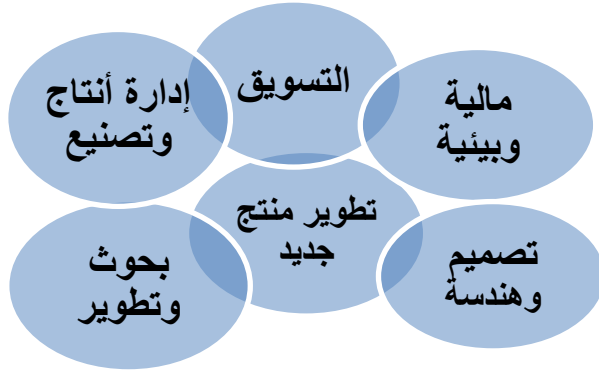 مالية
وبيئية
التسويق
إدارة أنتاج
وتصنيع
تصميم
وهندسة
تطوير منتج
جديد
بحوث
وتطوير